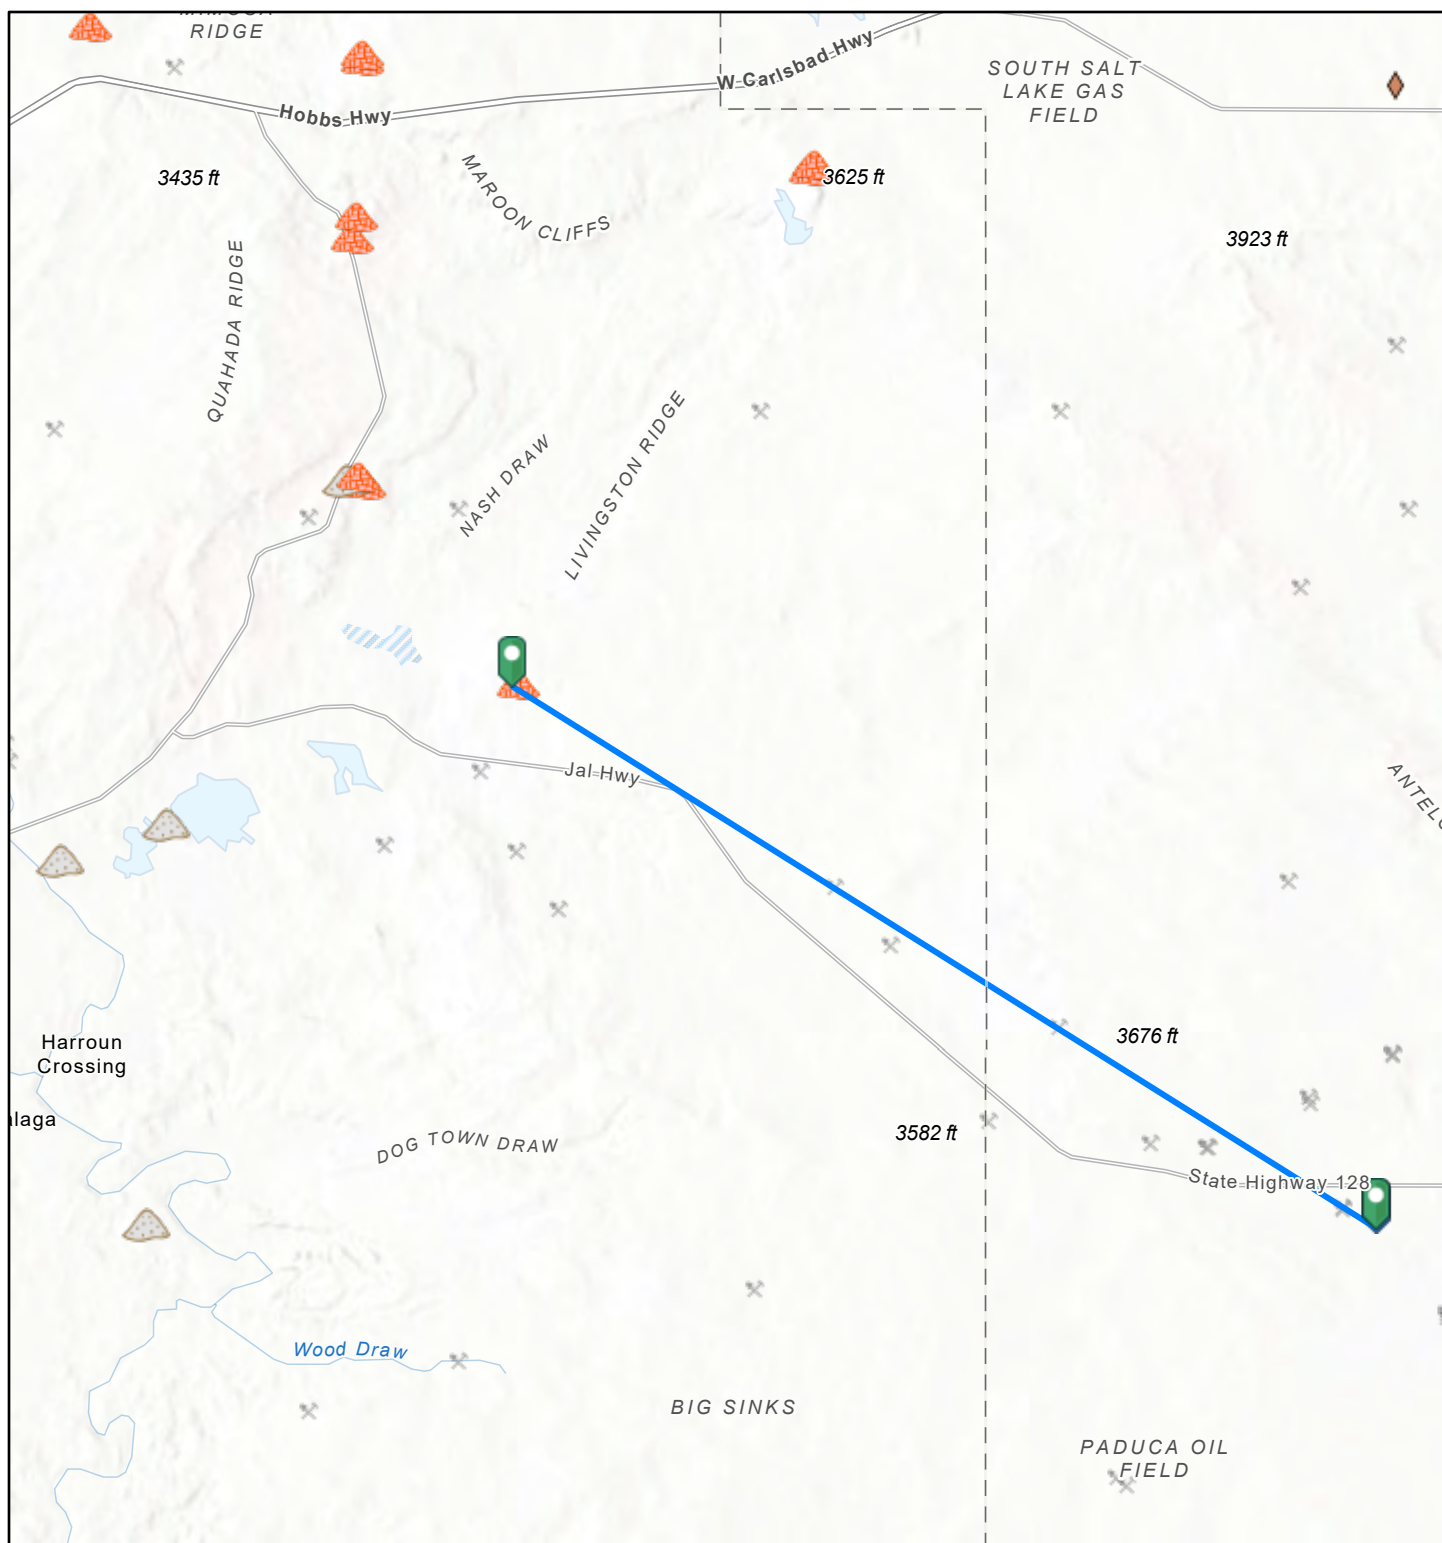 RIDGE
Hobbs Hwy
W Carlsbad Hwy
SOUTH SALT
LAKE GAS
FIELD
3435 ft
MAROON CLIFFS
3625 ft
3923 ft
QUAHADA RIDGE
NASH DRAW
LIVINGSTON RIDGE
Jal Hwy
ANTELO
Harroun
Crossing
alaga
3676 ft
3582 ft
DOG TOWN DRAW
State Highway 128
Wood Draw
BIG SINKS
PADUCA OIL
FIELD